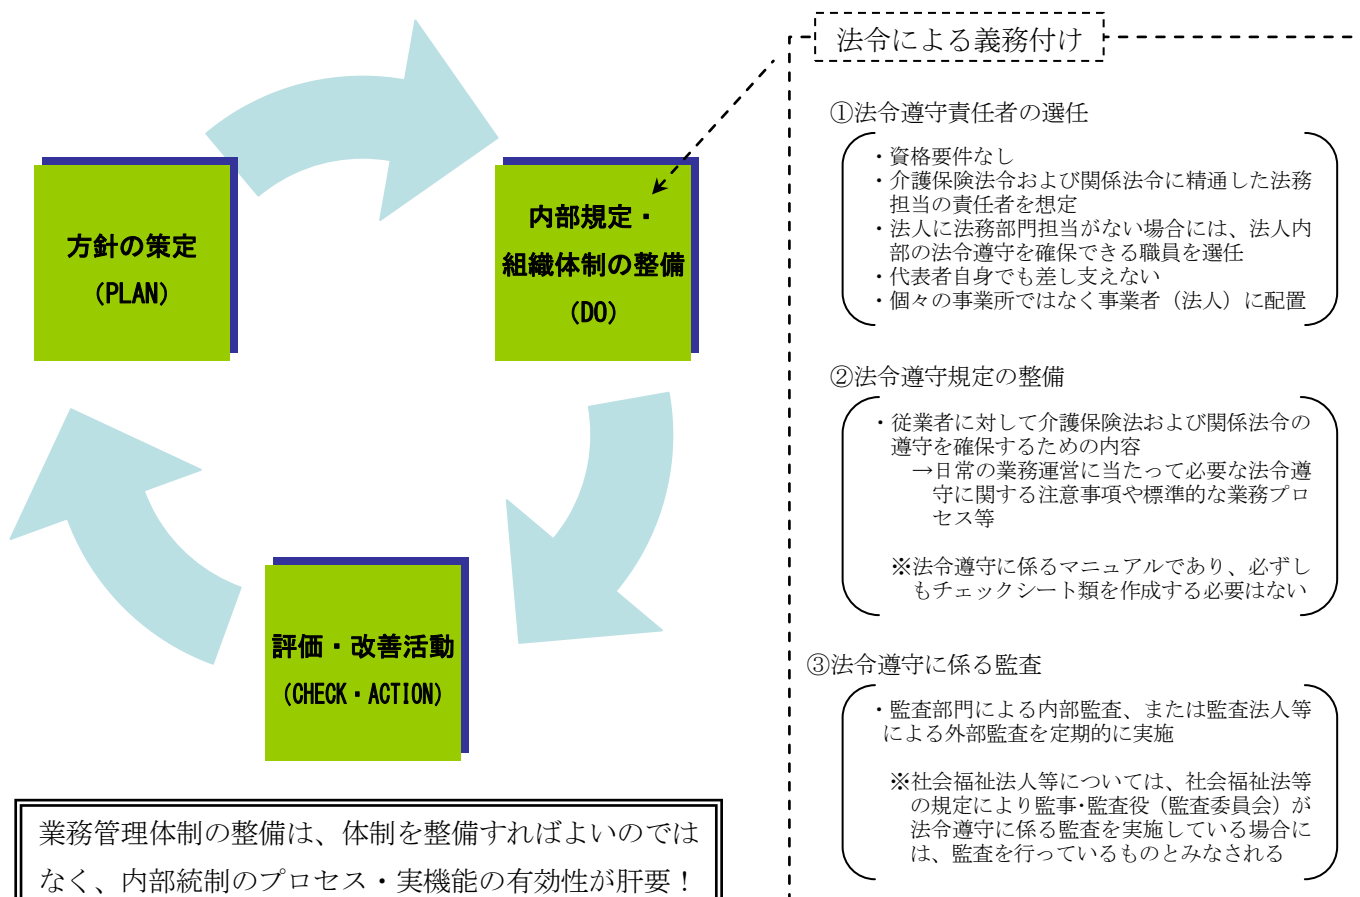 方針の策定
(PLAN)
内部規定・
組織体制の整備
(DO)
評価・改善活動
(CHECK・ACTION)
業務管理体制の整備は、体制を整備すればよいのでは
なく、内部統制のプロセス・実機能の有効性が肝要！
法令による義務付け
①法令遵守責任者の選任
・資格要件なし
・介護保険法令および関係法令に精通した法務
担当の責任者を想定
・法人に法務部門担当がない場合には、法人内
部の法令遵守を確保できる職員を選任
・代表者自身でも差し支えない
・個々の事業所ではなく事業者（法人）に配置
②法令遵守規定の整備
・従業者に対して介護保険法および関係法令の
遵守を確保するための内容
→日常の業務運営に当たって必要な法令遵
守に関する注意事項や標準的な業務プロ
セス等
※法令遵守に係るマニュアルであり、必ずし
もチェックシート類を作成する必要はない
③法令遵守に係る監査
・監査部門による内部監査、または監査法人等
による外部監査を定期的に実施
※社会福祉法人等については、社会福祉法等
の規定により監事・監査役（監査委員会）が
法令遵守に係る監査を実施している場合に
は、監査を行っているものとみなされる